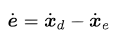 ė = ẋ_d − ẋ_e